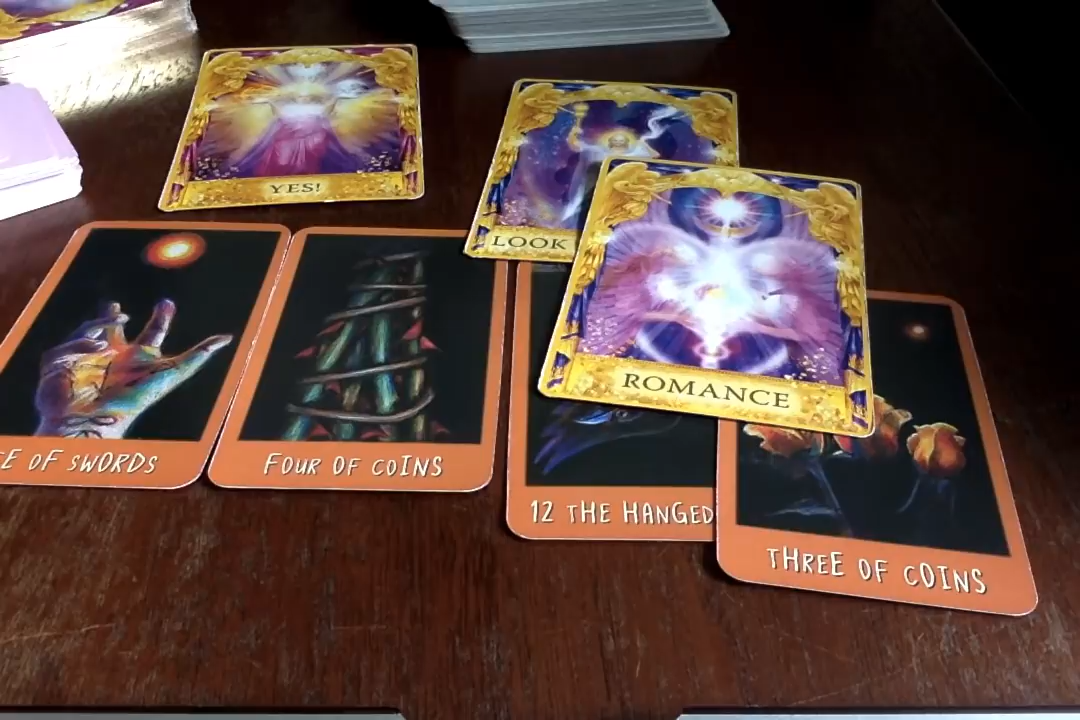 YES!
LOOK
ROMANCE
E OF SWORDS
FOUR OF COINS
12 THE HANGED
THREE OF COINS